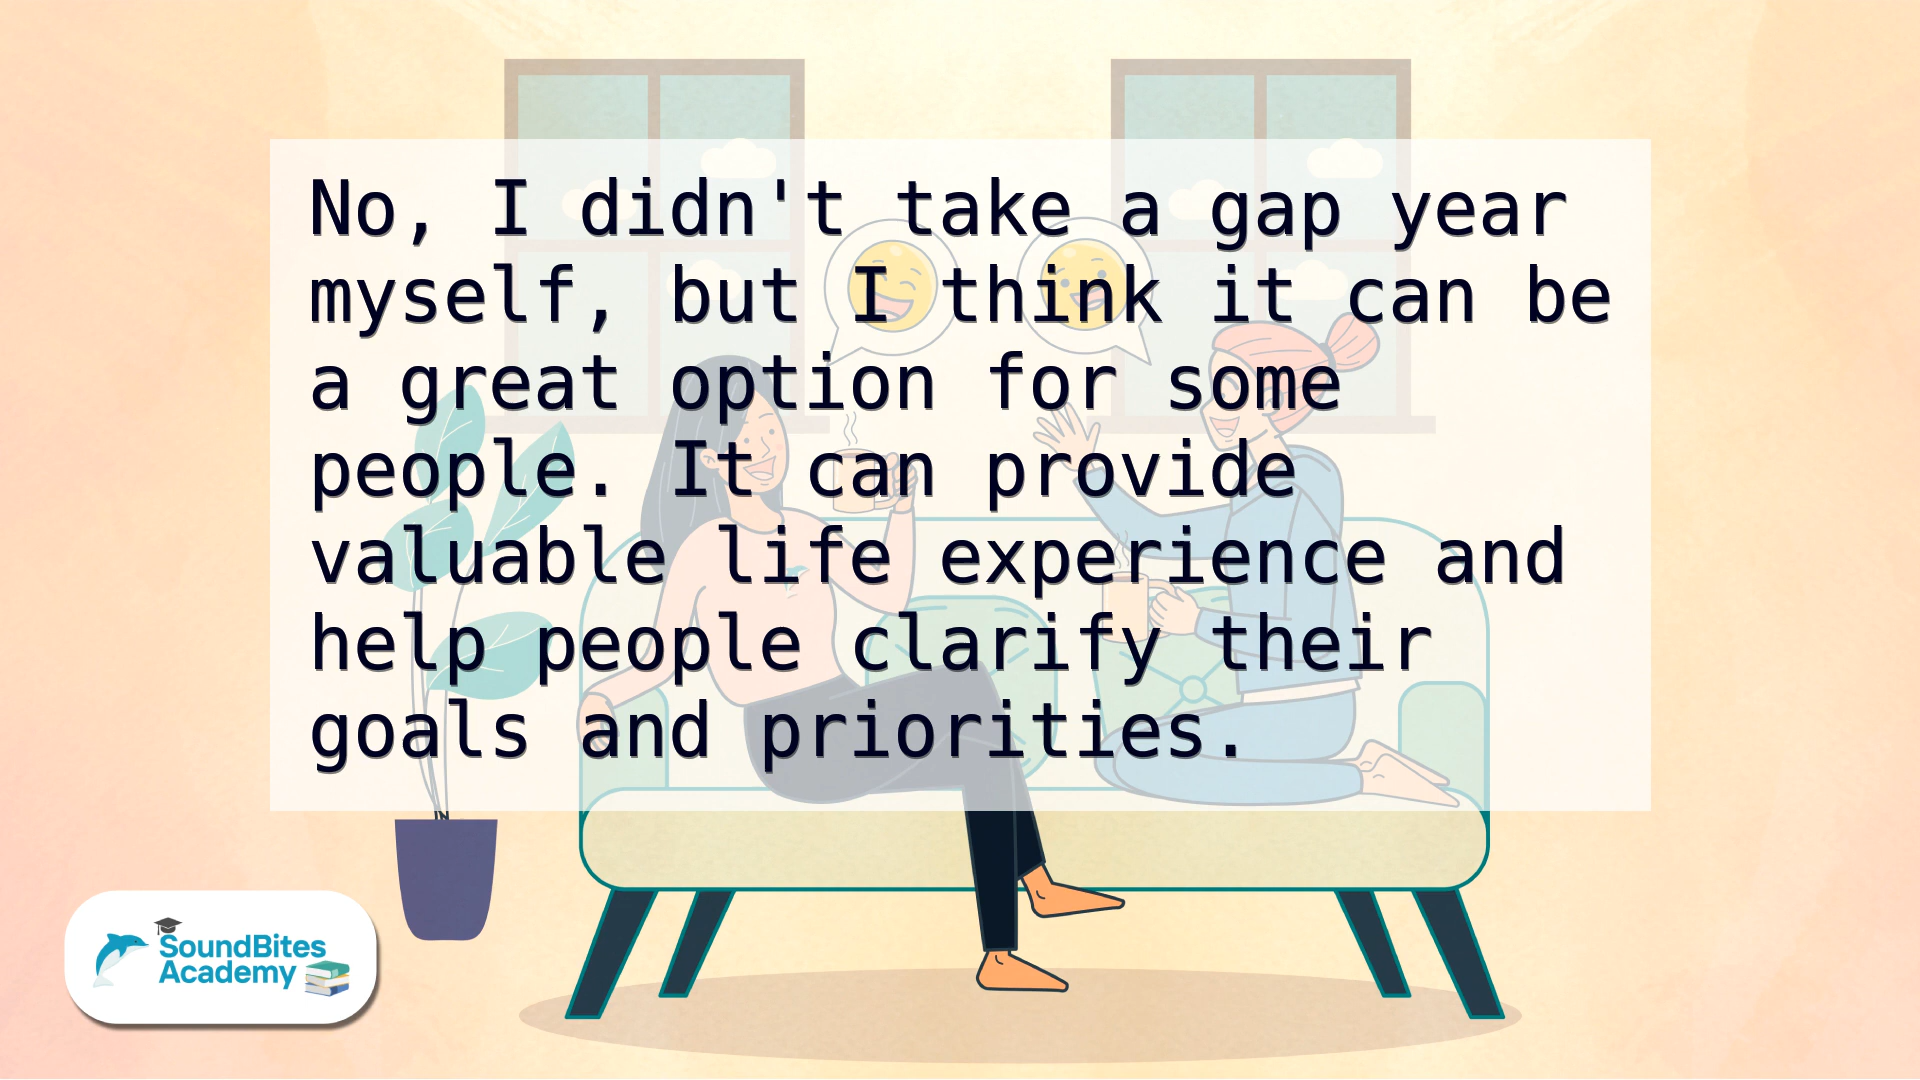 No, I didn't take a gap year
myself, but I think it can be
a great option for some
people. It can provide
valuable life experience and
help people clarify their
goals and priorities.
SoundBites
Academy